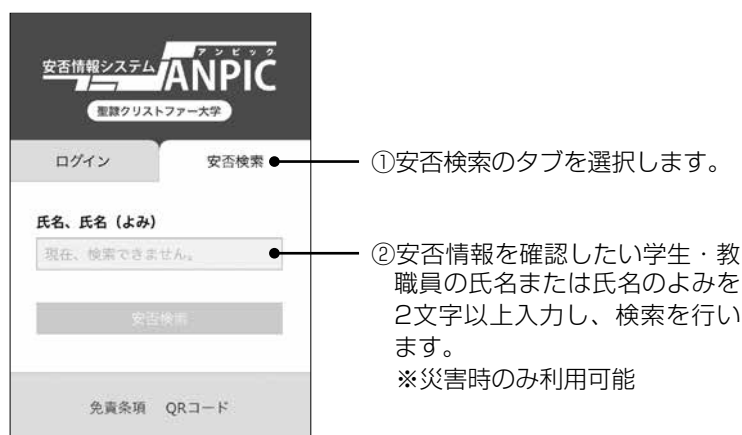 アンピック
安否情報システム ANPIC
聖隷クリストファー大学
ログイン 安否検索
①安否検索のタブを選択します。
氏名、氏名（よみ）
現在、検索できません。
②安否情報を確認したい学生・教
職員の氏名または氏名のよみを
2文字以上入力し、検索を行い
ます。
※災害時のみ利用可能
安否検索
免責条項 QRコード